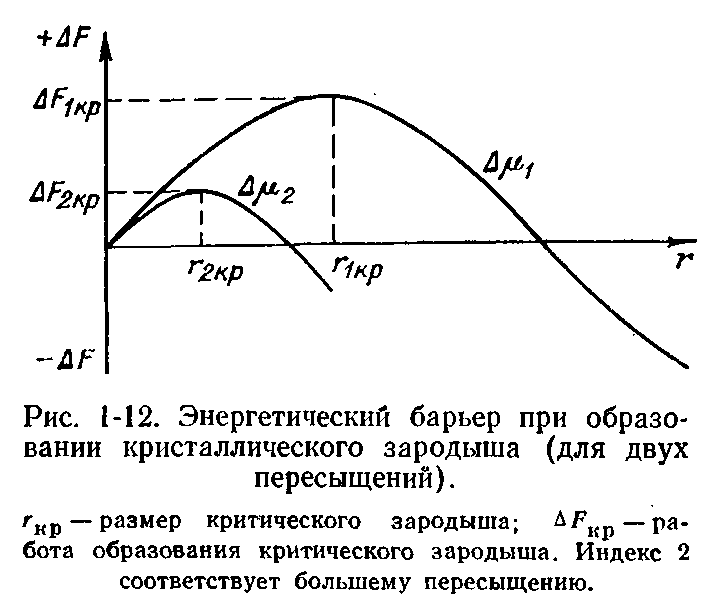 +ΔF
ΔF1кр
Δμ1
ΔF2кр
Δμ2
r2кр
r1кр
r
−ΔF
Рис. 1-12. Энергетический барьер при образо-
вании кристаллического зародыша (для двух
пересыщений).
rкр — размер критического зародыша; ΔFкр — ра-
бота образования критического зародыша. Индекс 2
соответствует большему пересыщению.